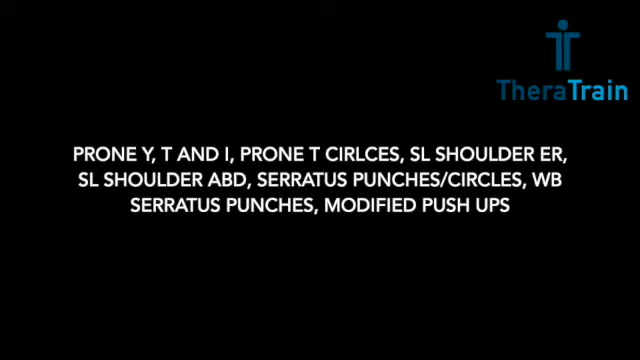 TheraTrain
PRONE Y, T AND I, PRONE T CIRLCES, SL SHOULDER ER,
SL SHOULDER ABD, SERRATUS PUNCHES/CIRCLES, WB
SERRATUS PUNCHES, MODIFIED PUSH UPS